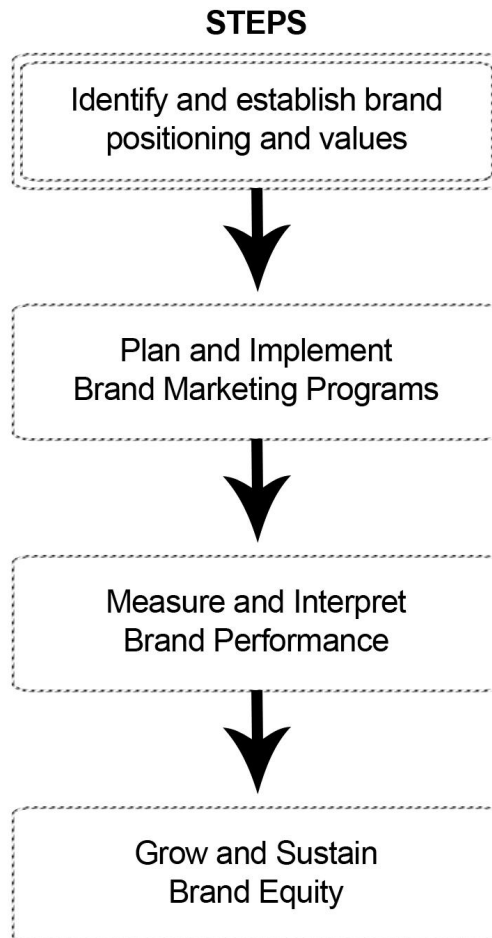 STEPS
Identify and establish brand
positioning and values
Plan and Implement
Brand Marketing Programs
Measure and Interpret
Brand Performance
Grow and Sustain
Brand Equity